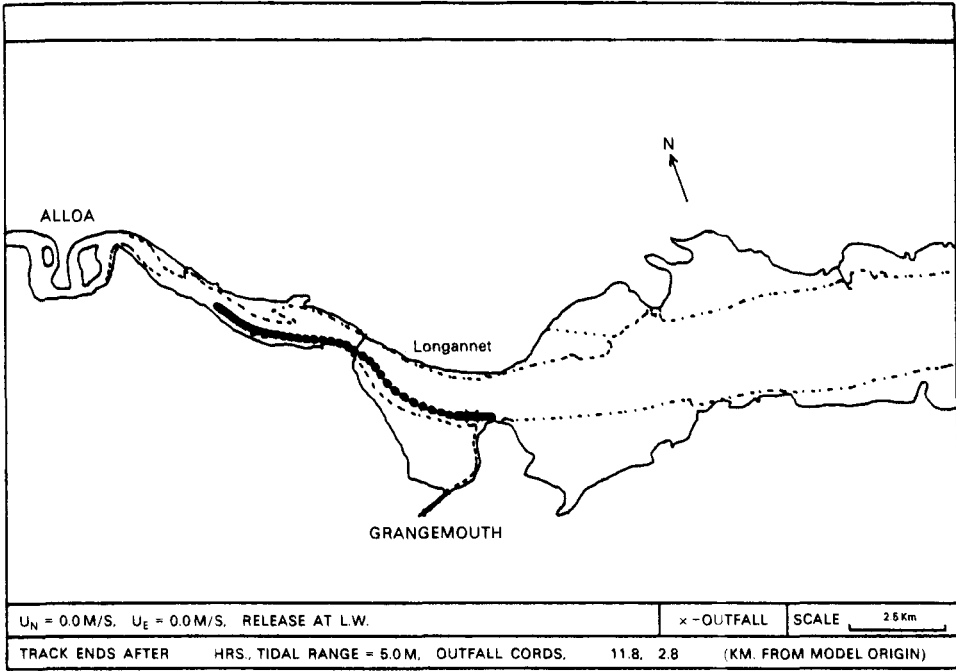 N
ALLOA
Longannet
GRANGEMOUTH
U_N = 0.0 M/S, U_E = 0.0 M/S, RELEASE AT L.W. x-OUTFALL SCALE 2.5 Km
TRACK ENDS AFTER HRS, TIDAL RANGE = 5.0 M, OUTFALL CORDS, 11.8, 2.8 (KM. FROM MODEL ORIGIN)